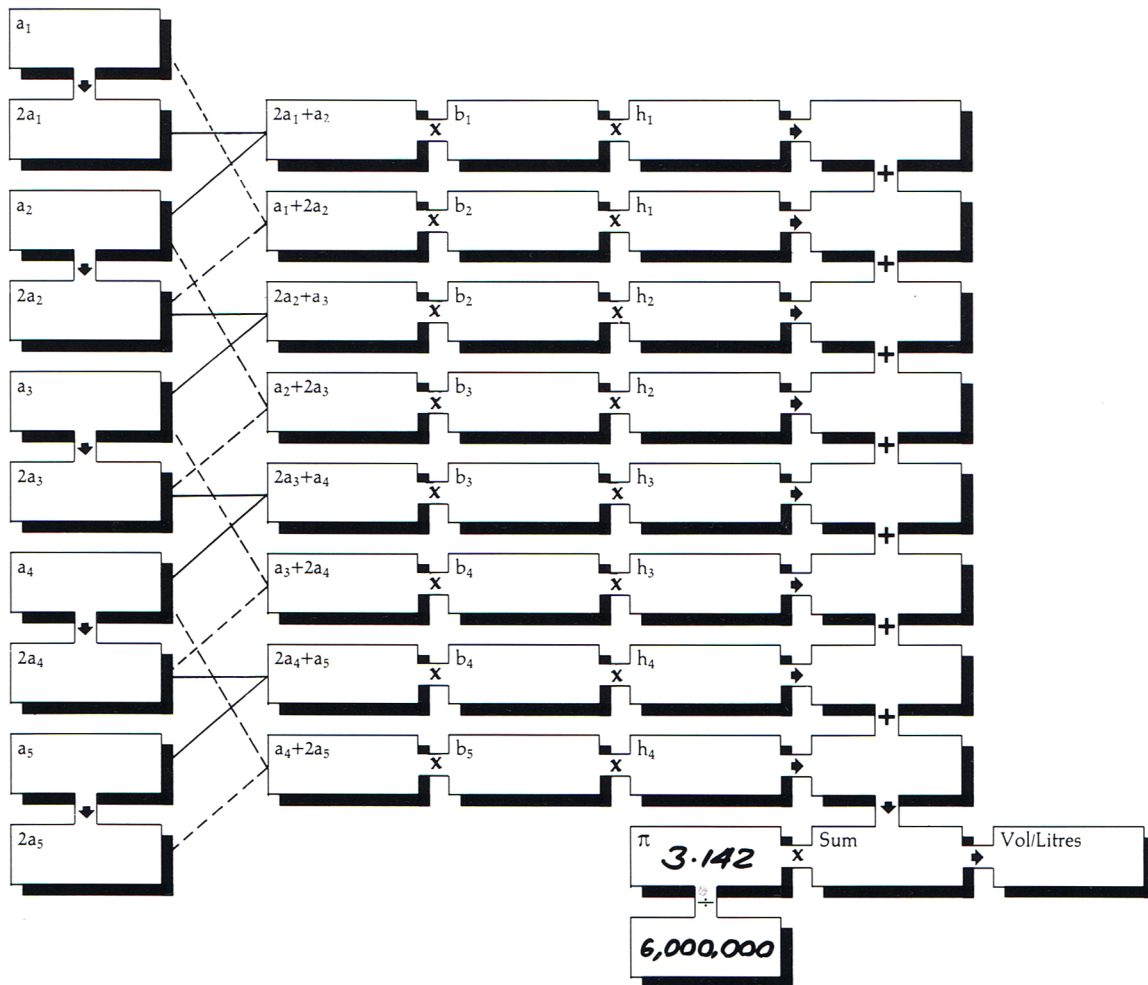 a₁
2a₁
2a₁+a₂ x b₁ x h₁
+
a₂
a₁+2a₂ x b₂ x h₁
+
2a₂
2a₂+a₃ x b₂ x h₂
+
a₃
a₂+2a₃ x b₃ x h₂
+
2a₃
2a₃+a₄ x b₃ x h₃
+
a₄
a₃+2a₄ x b₄ x h₃
+
2a₄
2a₄+a₅ x b₄ x h₄
+
a₅
a₄+2a₅ x b₅ x h₄
2a₅
π 3.142 x Sum Vol/Litres
÷
6,000,000